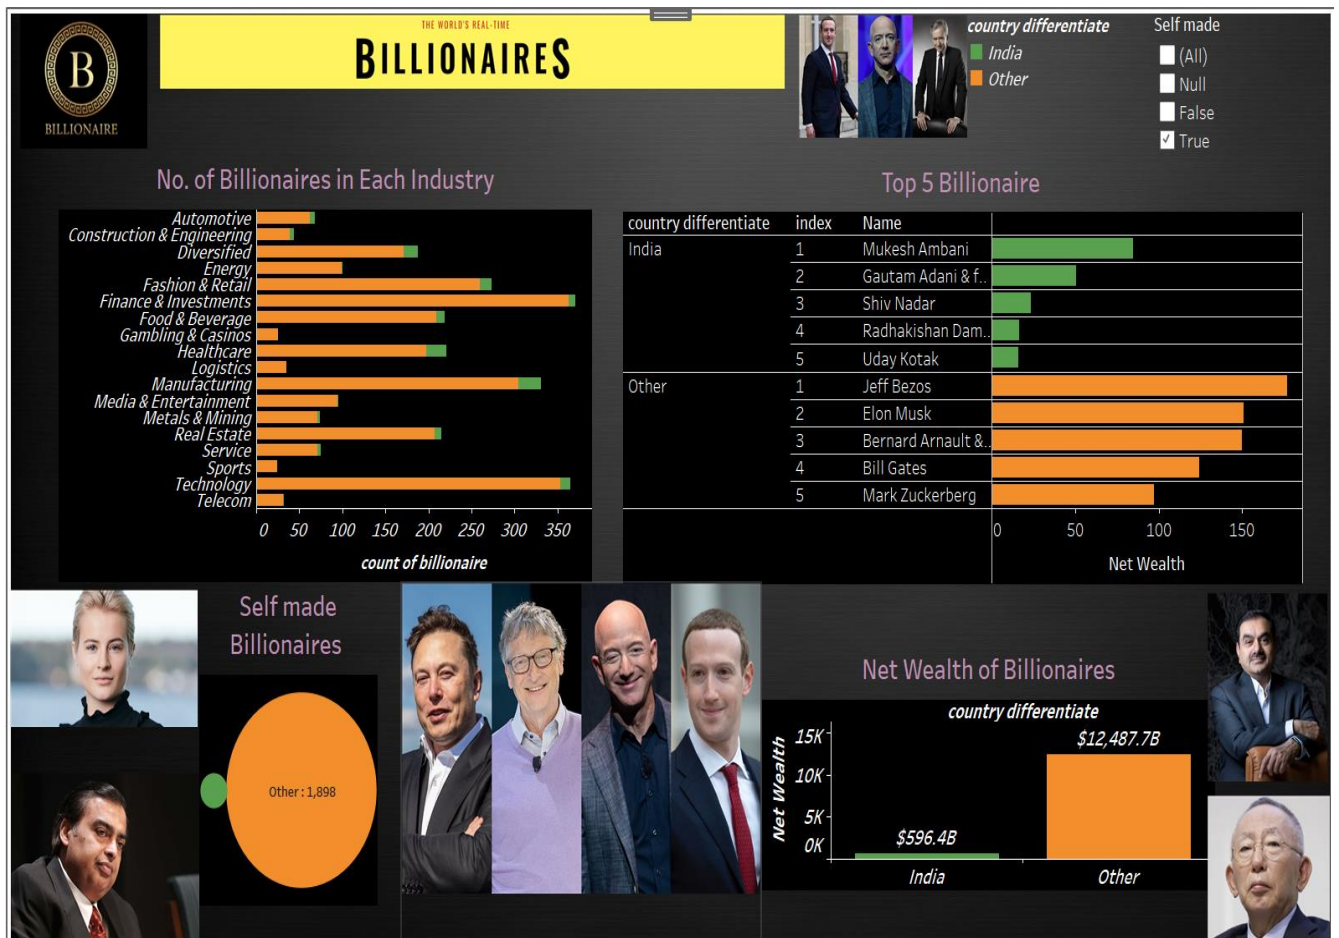 B
BILLIONAIRE
THE WORLD'S REAL-TIME
BILLIONAIRES
country differentiate
India
Other
Self made
(All)
Null
False
True
No. of Billionaires in Each Industry
Automotive
Construction & Engineering
Diversified
Energy
Fashion & Retail
Finance & Investments
Food & Beverage
Gambling & Casinos
Healthcare
Logistics
Manufacturing
Media & Entertainment
Metals & Mining
Real Estate
Service
Sports
Technology
Telecom
0 50 100 150 200 250 300 350
count of billionaire
Top 5 Billionaire
country differentiate index Name
India 1 Mukesh Ambani
2 Gautam Adani & f..
3 Shiv Nadar
4 Radhakishan Dam..
5 Uday Kotak
Other 1 Jeff Bezos
2 Elon Musk
3 Bernard Arnault &..
4 Bill Gates
5 Mark Zuckerberg
0 50 100 150
Net Wealth
Self made
Billionaires
Other : 1,898
Net Wealth of Billionaires
country differentiate
Net Wealth
15K
10K
5K
0K
$596.4B
$12,487.7B
India Other